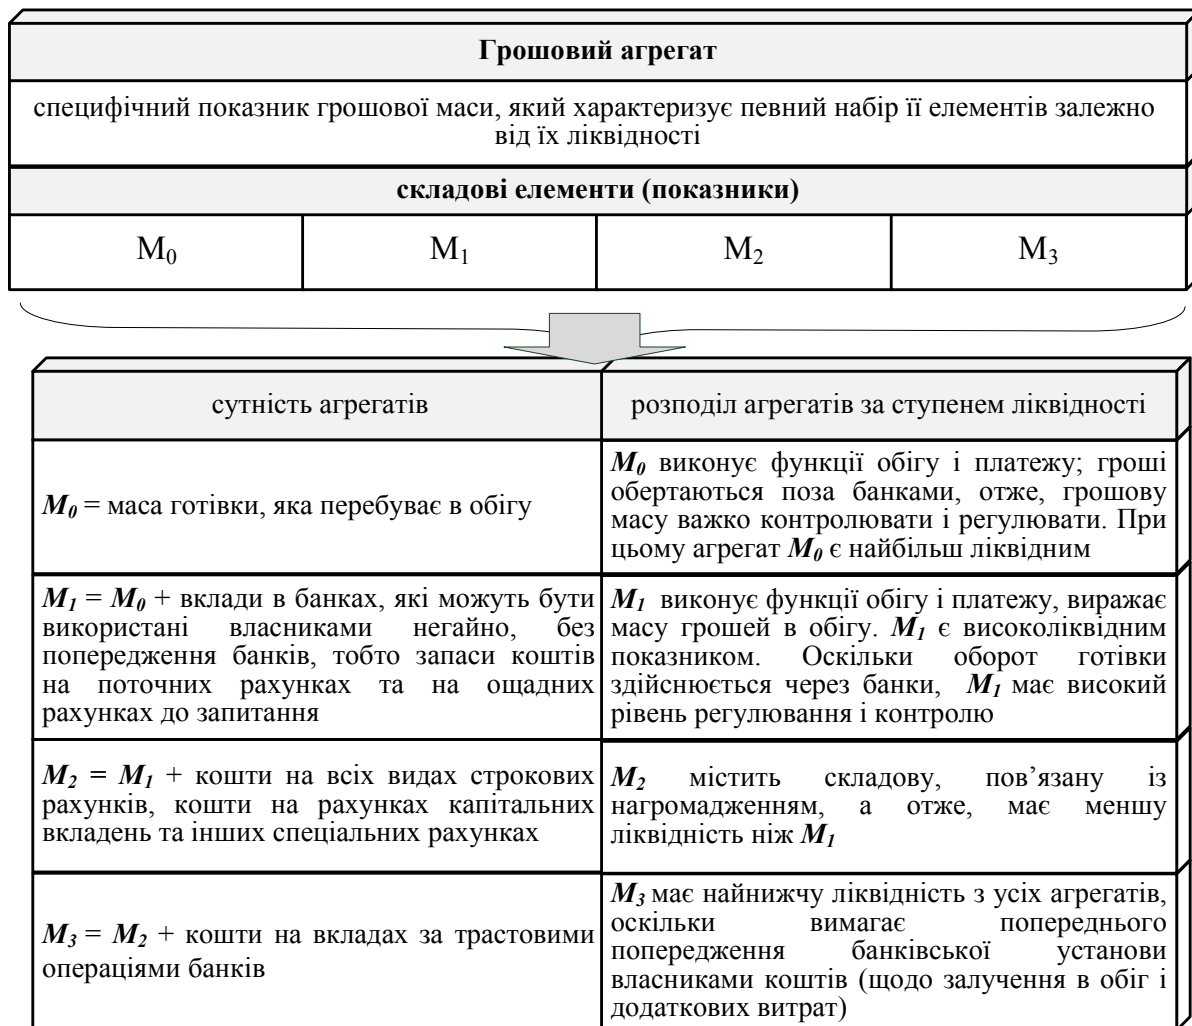 Грошовий агрегат
специфічний показник грошової маси, який характеризує певний набір її елементів залежно
від їх ліквідності
складові елементи (показники)
M₀ M₁ M₂ M₃
сутність агрегатів
розподіл агрегатів за ступенем ліквідності
M₀ = маса готівки, яка перебуває в обігу
M₀ виконує функції обігу і платежу; гроші
обертаються поза банками, отже, грошову
масу важко контролювати і регулювати. При
цьому агрегат M₀ є найбільш ліквідним
M₁ = M₀ + вклади в банках, які можуть бути
використані власниками негайно, без
попередження банків, тобто запаси коштів
на поточних рахунках та на ощадних
рахунках до запитання
M₁ виконує функції обігу і платежу, виражає
масу грошей в обігу. M₁ є високоліквідним
показником. Оскільки оборот готівки
здійснюється через банки, M₁ має високий
рівень регулювання і контролю
M₂ = M₁ + кошти на всіх видах строкових
рахунків, кошти на рахунках капітальних
вкладень та інших спеціальних рахунках
M₂ містить складову, пов’язану із
нагромадженням, а отже, має меншу
ліквідність ніж M₁
M₃ = M₂ + кошти на вкладах за трастовими
операціями банків
M₃ має найнижчу ліквідність з усіх агрегатів,
оскільки вимагає попереднього
попередження банківської установи
власниками коштів (щодо залучення в обіг і
додаткових витрат)